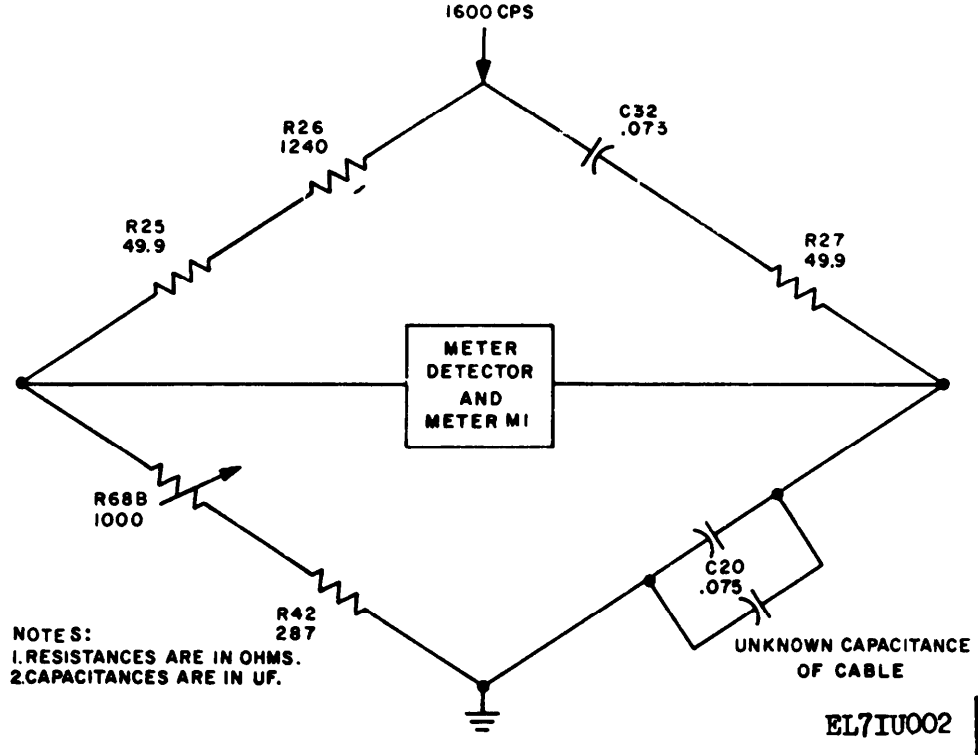 1600 CPS
R26
1240
C32
.073
R25
49.9
R27
49.9
METER
DETECTOR
AND
METER M1
R68B
1000
C20
.075
R42
287
UNKNOWN CAPACITANCE
OF CABLE
NOTES:
1.RESISTANCES ARE IN OHMS.
2.CAPACITANCES ARE IN UF.
EL7IU002